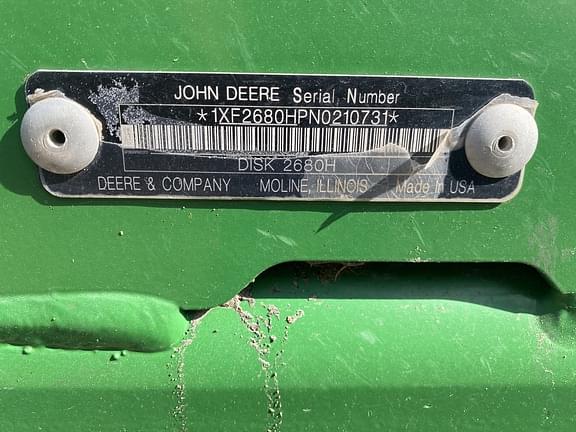 JOHN DEERE Serial Number
*1XF2680HPN0210731*
DISK 2680H
DEERE & COMPANY MOLINE, ILLINOIS Made In USA